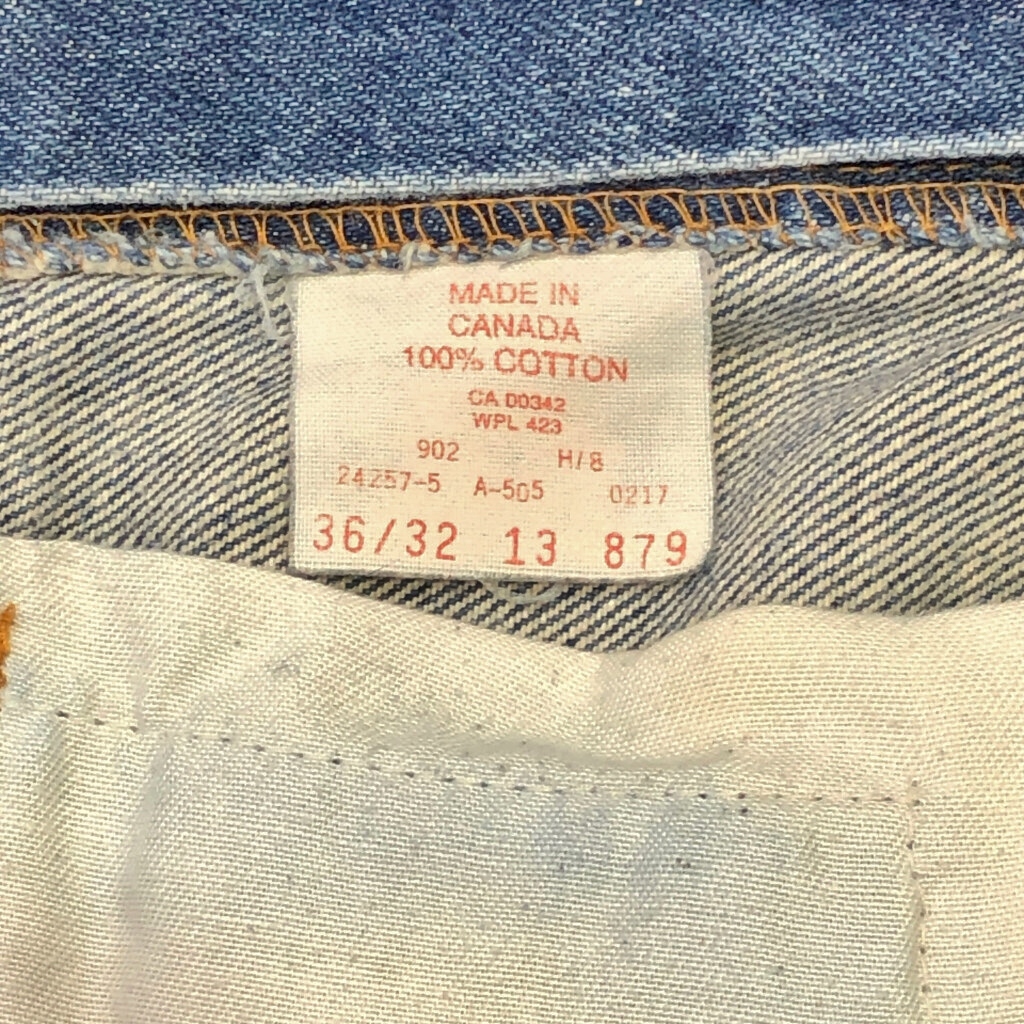 MADE IN
CANADA
100% COTTON
CA 00342
WPL 423
902 H/8
24257-5 A-505 0217
36/32 13 879